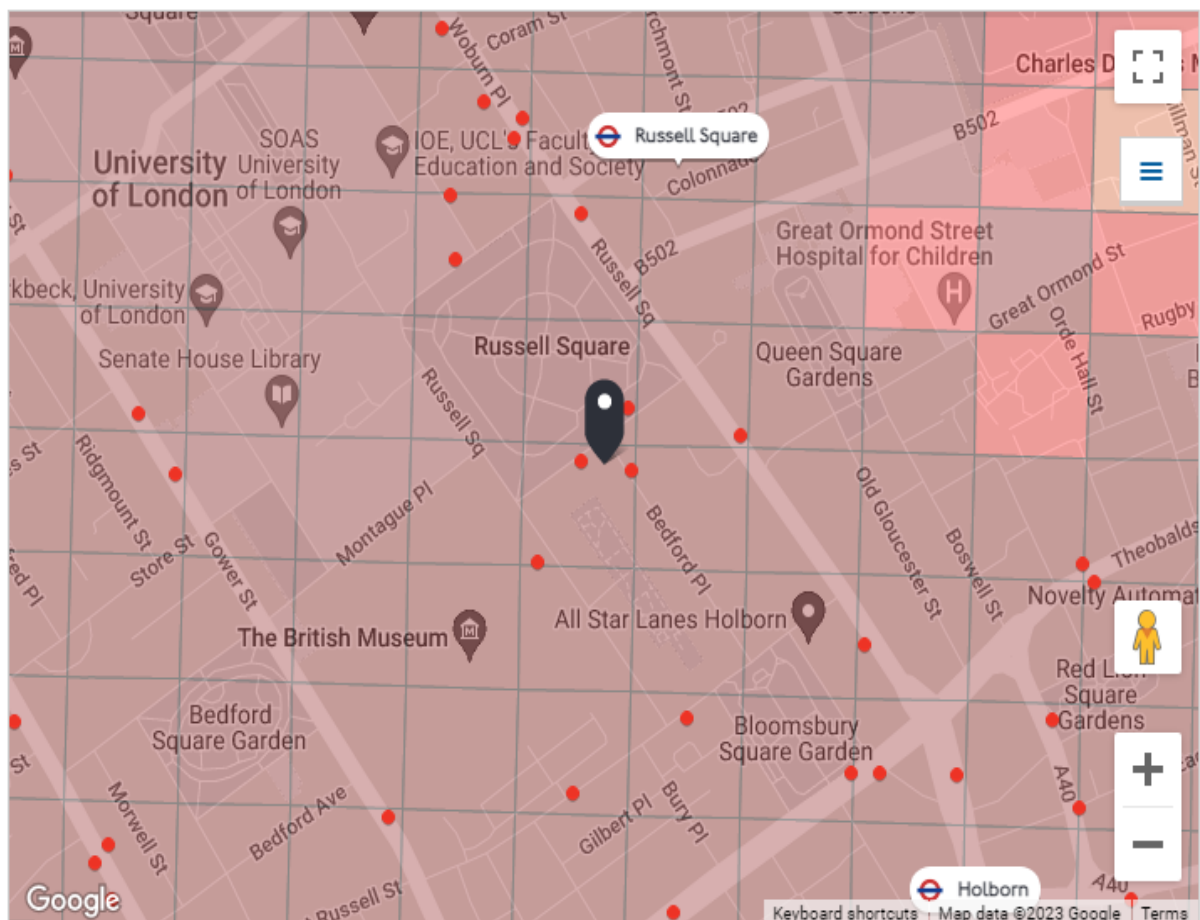 Square
Woburn Pl
Coram St
Charles D
SOAS
University
of London
University
of London
IOE, UCL's Facult
Education and Society
Russell Square
Colonnade
B502
B502
Millman St
Great Ormond Street
Hospital for Children
B502
Russell Sq
Great Ormond St
Rugby
rkbeck, University
of London
Senate House Library
Russell Square
Queen Square
Gardens
Orde Hall St
Russell Sq
Ridgmount St
Store St
Gower St
Montague Pl
Bedford Pl
Old Gloucester St
Boswell St
Theobalds
Novelty Automat
The British Museum
All Star Lanes Holborn
Red Lion
Square
Gardens
Bedford
Square Garden
Bloomsbury
Square Garden
A40
Morwell St
Bedford Ave
Gilbert Pl
Bury Pl
Russell St
Holborn
A40
Google
Keyboard shortcuts
Map data ©2023 Google
Terms